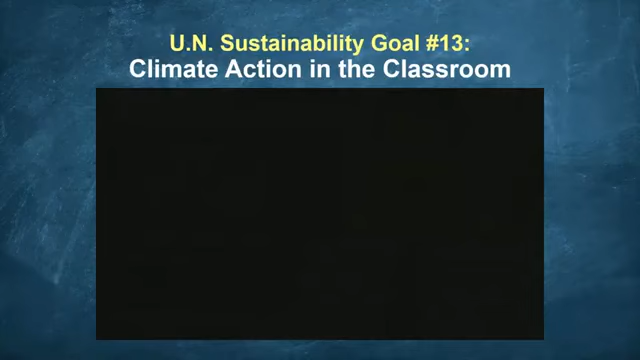 U.N. Sustainability Goal #13:
Climate Action in the Classroom